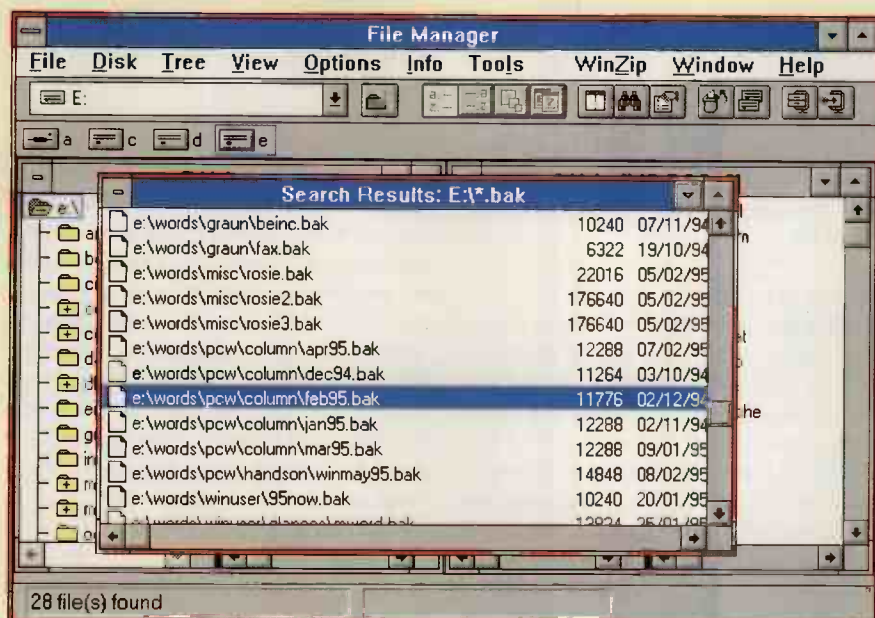 File Manager
File Disk Tree View Options Info Tools WinZip Window Help
E:
a c d e
Search Results: E:\*.bak
e:\
e:\words\graun\beinc.bak 10240 07/11/94
e:\words\graun\fax.bak 6322 19/10/94
e:\words\misc\rosie.bak 22016 05/02/95
e:\words\misc\rosie2.bak 176640 05/02/95
e:\words\misc\rosie3.bak 176640 05/02/95
e:\words\pcw\column\apr95.bak 12288 07/02/95
e:\words\pcw\column\dec94.bak 11264 03/10/94
e:\words\pcw\column\feb95.bak 11776 02/12/94
e:\words\pcw\column\jan95.bak 12288 02/11/94
e:\words\pcw\column\mar95.bak 12288 09/01/95
e:\words\pcw\handson\winmay95.bak 14848 08/02/95
e:\words\winuser\95now.bak 10240 20/01/95
28 file(s) found